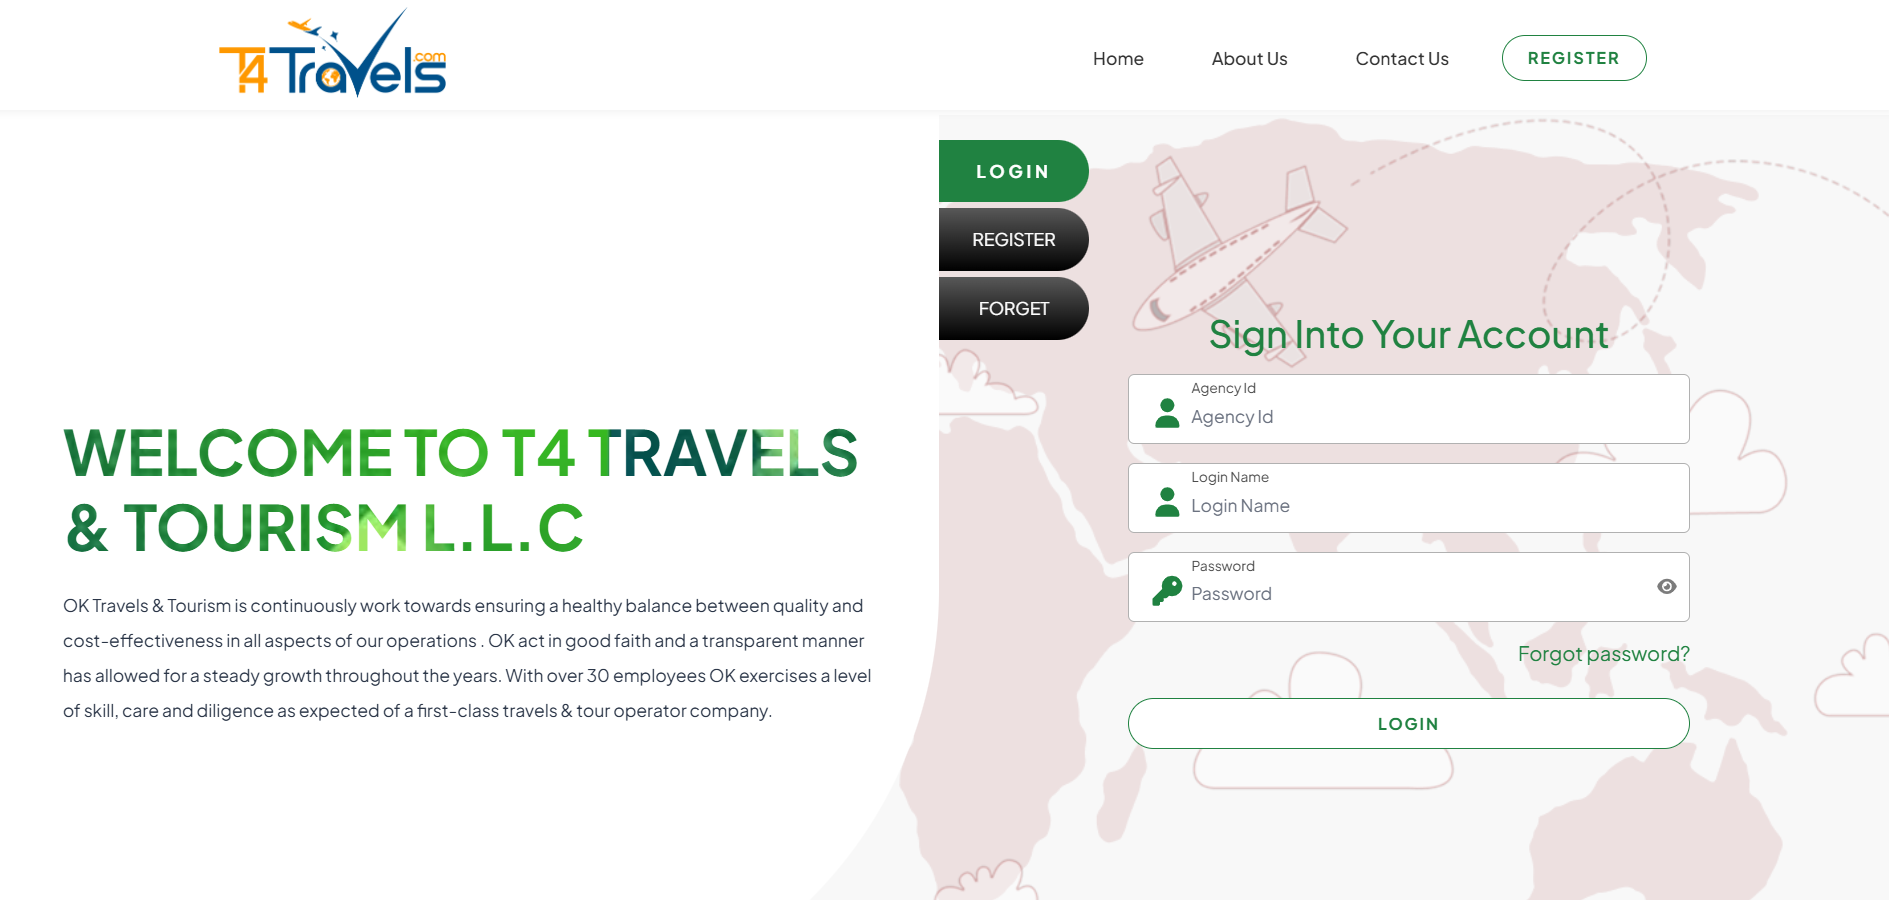 T4Travels.com
Home
About Us
Contact Us
REGISTER
LOGIN
REGISTER
FORGET
WELCOME TO T4 TRAVELS
& TOURISM L.L.C
OK Travels & Tourism is continuously work towards ensuring a healthy balance between quality and
cost-effectiveness in all aspects of our operations . OK act in good faith and a transparent manner
has allowed for a steady growth throughout the years. With over 30 employees OK exercises a level
of skill, care and diligence as expected of a first-class travels & tour operator company.
Sign Into Your Account
Agency Id
Agency Id
Login Name
Login Name
Password
Password
Forgot password?
LOGIN